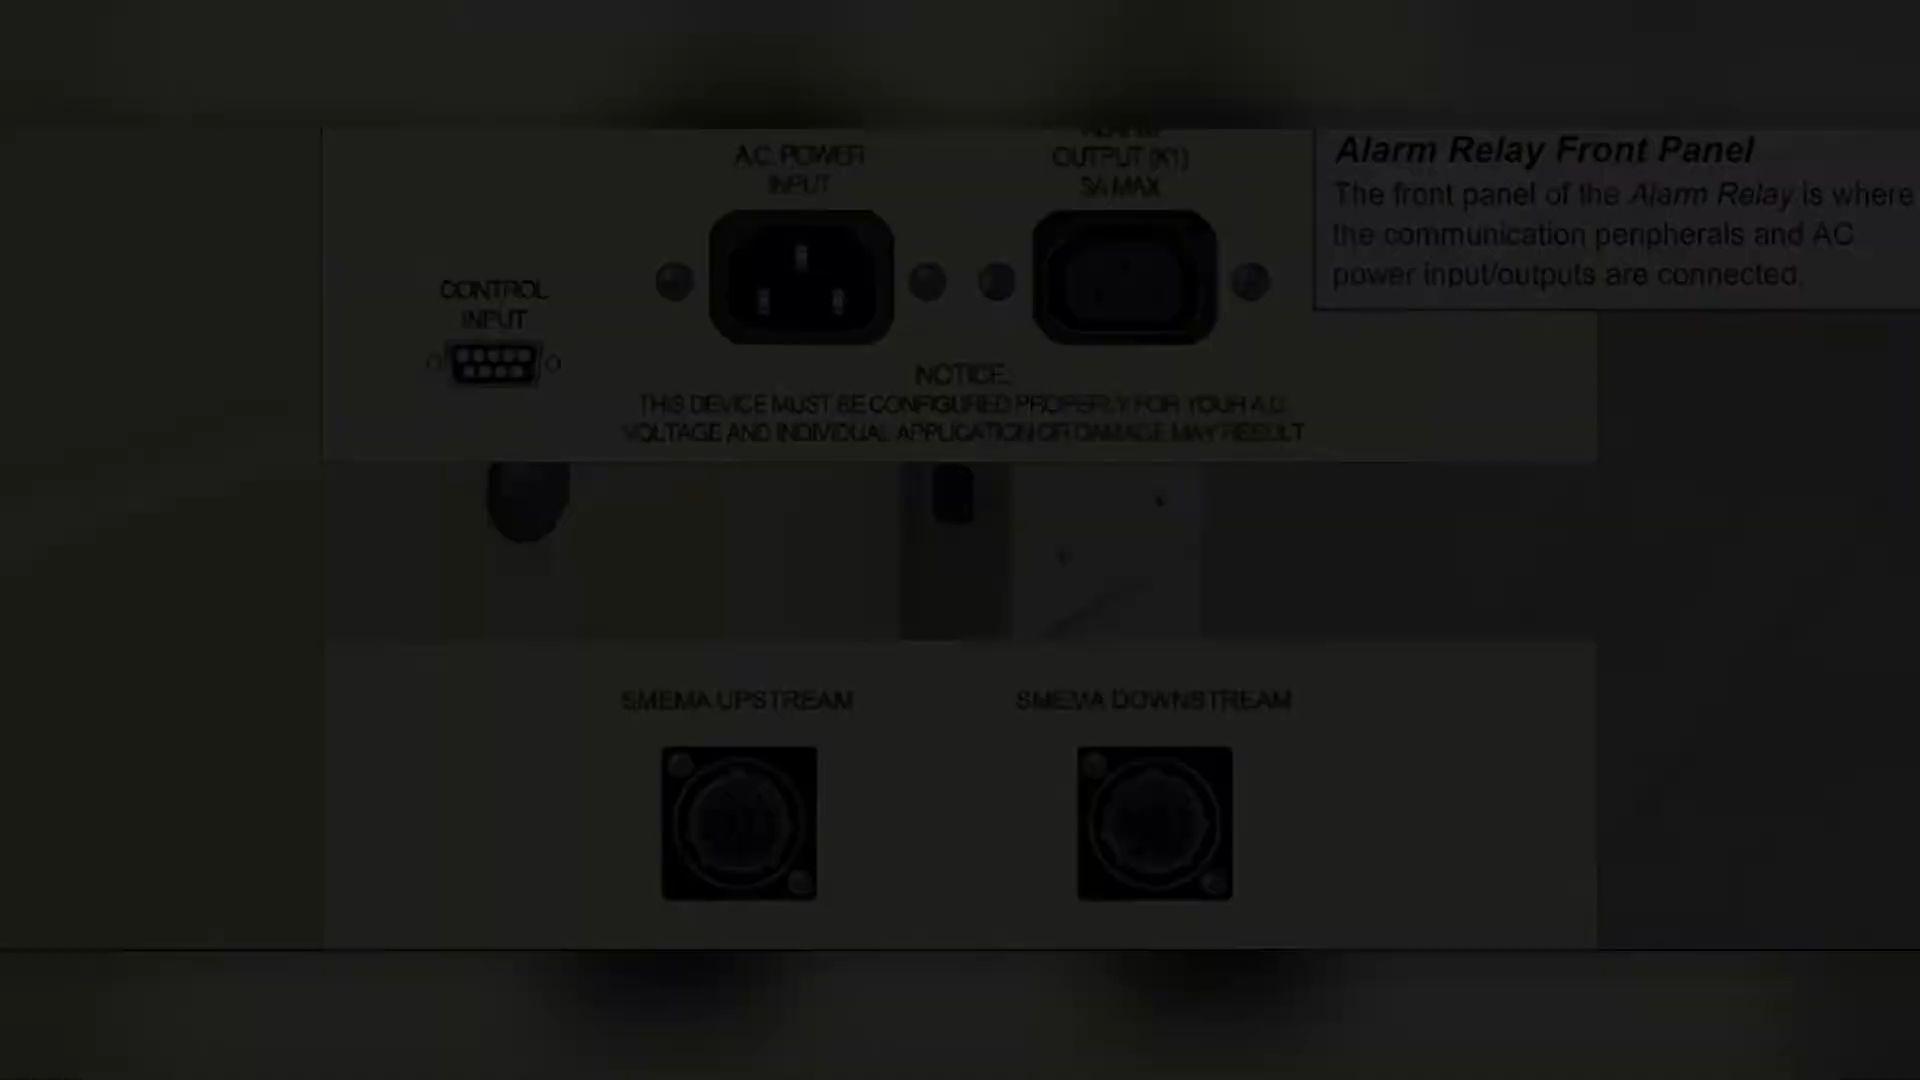 A.C. POWER
INPUT
OUTPUT (K1)
3A MAX
Alarm Relay Front Panel
The front panel of the Alarm Relay is where
the communication peripherals and AC
power input/outputs are connected.
CONTROL
INPUT
NOTICE:
THIS DEVICE MUST BE CONFIGURED PROPERLY FOR YOUR A.C.
VOLTAGE AND INDIVIDUAL APPLICATION OR DAMAGE MAY RESULT
SMEMA UPSTREAM
SMEMA DOWNSTREAM